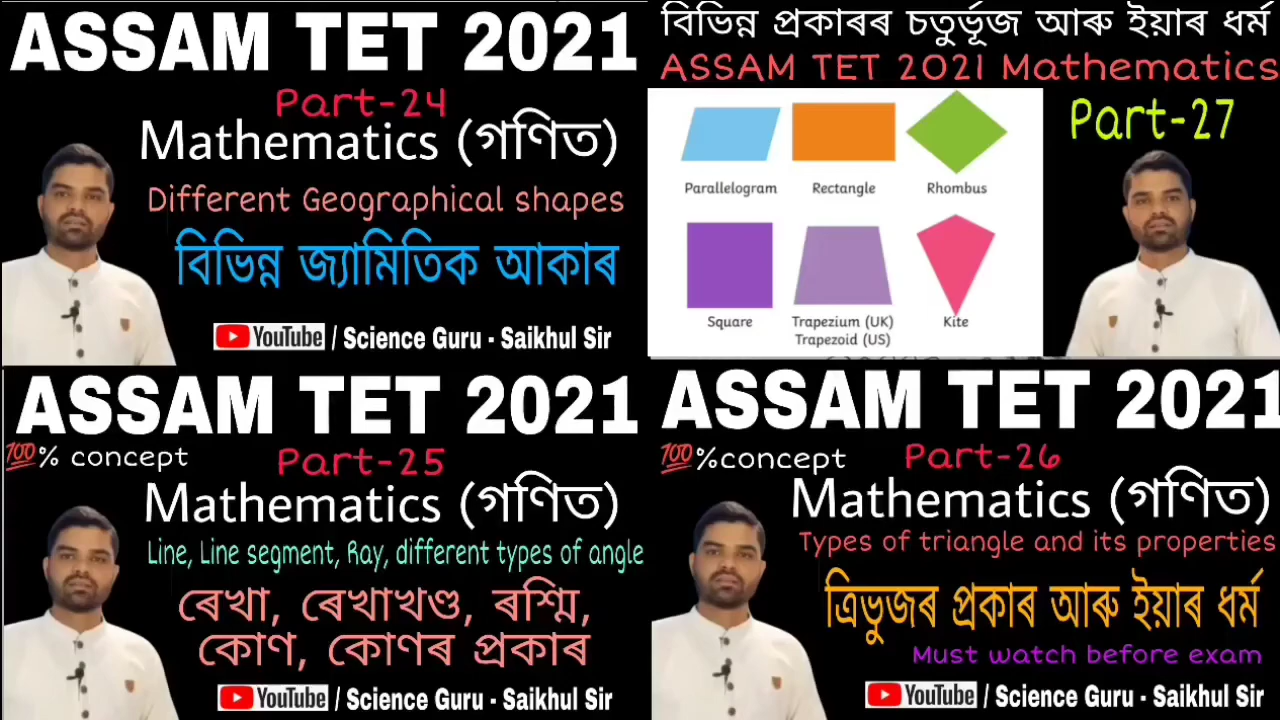 ASSAM TET 2021
Part-24
Mathematics (গণিত)
Different Geographical shapes
বিভিন্ন জ্যামিতিক আকাৰ
YouTube / Science Guru - Saikhul Sir
বিভিন্ন প্ৰকাৰৰ চতুৰ্ভূজ আৰু ইয়াৰ ধৰ্ম
ASSAM TET 2021 Mathematics
Part-27
Parallelogram
Rectangle
Rhombus
Square
Trapezium (UK)
Trapezoid (US)
Kite
ASSAM TET 2021
💯% concept
Part-25
Mathematics (গণিত)
Line, Line segment, Ray, different types of angle
ৰেখা, ৰেখাখণ্ড, ৰশ্মি,
কোণ, কোণৰ প্ৰকাৰ
YouTube / Science Guru - Saikhul Sir
ASSAM TET 2021
💯%concept
Part-26
Mathematics (গণিত)
Types of triangle and its properties
ত্ৰিভুজৰ প্ৰকাৰ আৰু ইয়াৰ ধৰ্ম
Must watch before exam
YouTube / Science Guru - Saikhul Sir